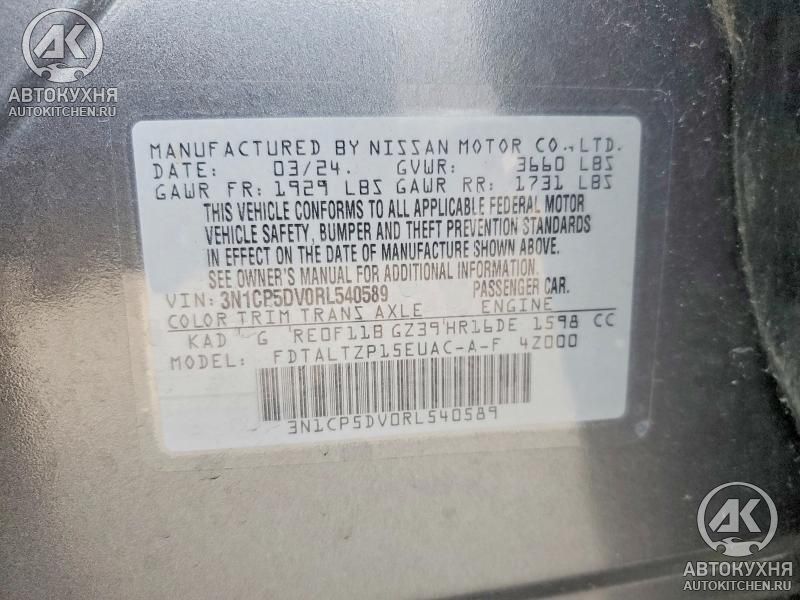 AK
АВТОКУХНЯ
AUTOKITCHEN.RU
MANUFACTURED BY NISSAN MOTOR CO.,LTD.
DATE: 03/24. GVWR: 3660 LBS
GAWR FR: 1929 LBS GAWR RR: 1731 LBS
THIS VEHICLE CONFORMS TO ALL APPLICABLE FEDERAL MOTOR
VEHICLE SAFETY, BUMPER AND THEFT PREVENTION STANDARDS
IN EFFECT ON THE DATE OF MANUFACTURE SHOWN ABOVE.
SEE OWNER'S MANUAL FOR ADDITIONAL INFORMATION.
VIN: 3N1CP5DV0RL540589 PASSENGER CAR.
COLOR TRIM TRANS AXLE ENGINE
KAD G RE0F11B GZ39 HR16DE 1598 CC
FDTALTZP15EUAC-A-F 4Z000
3N1CP5DV0RL540589
AK
АВТОКУХНЯ
AUTOKITCHEN.RU